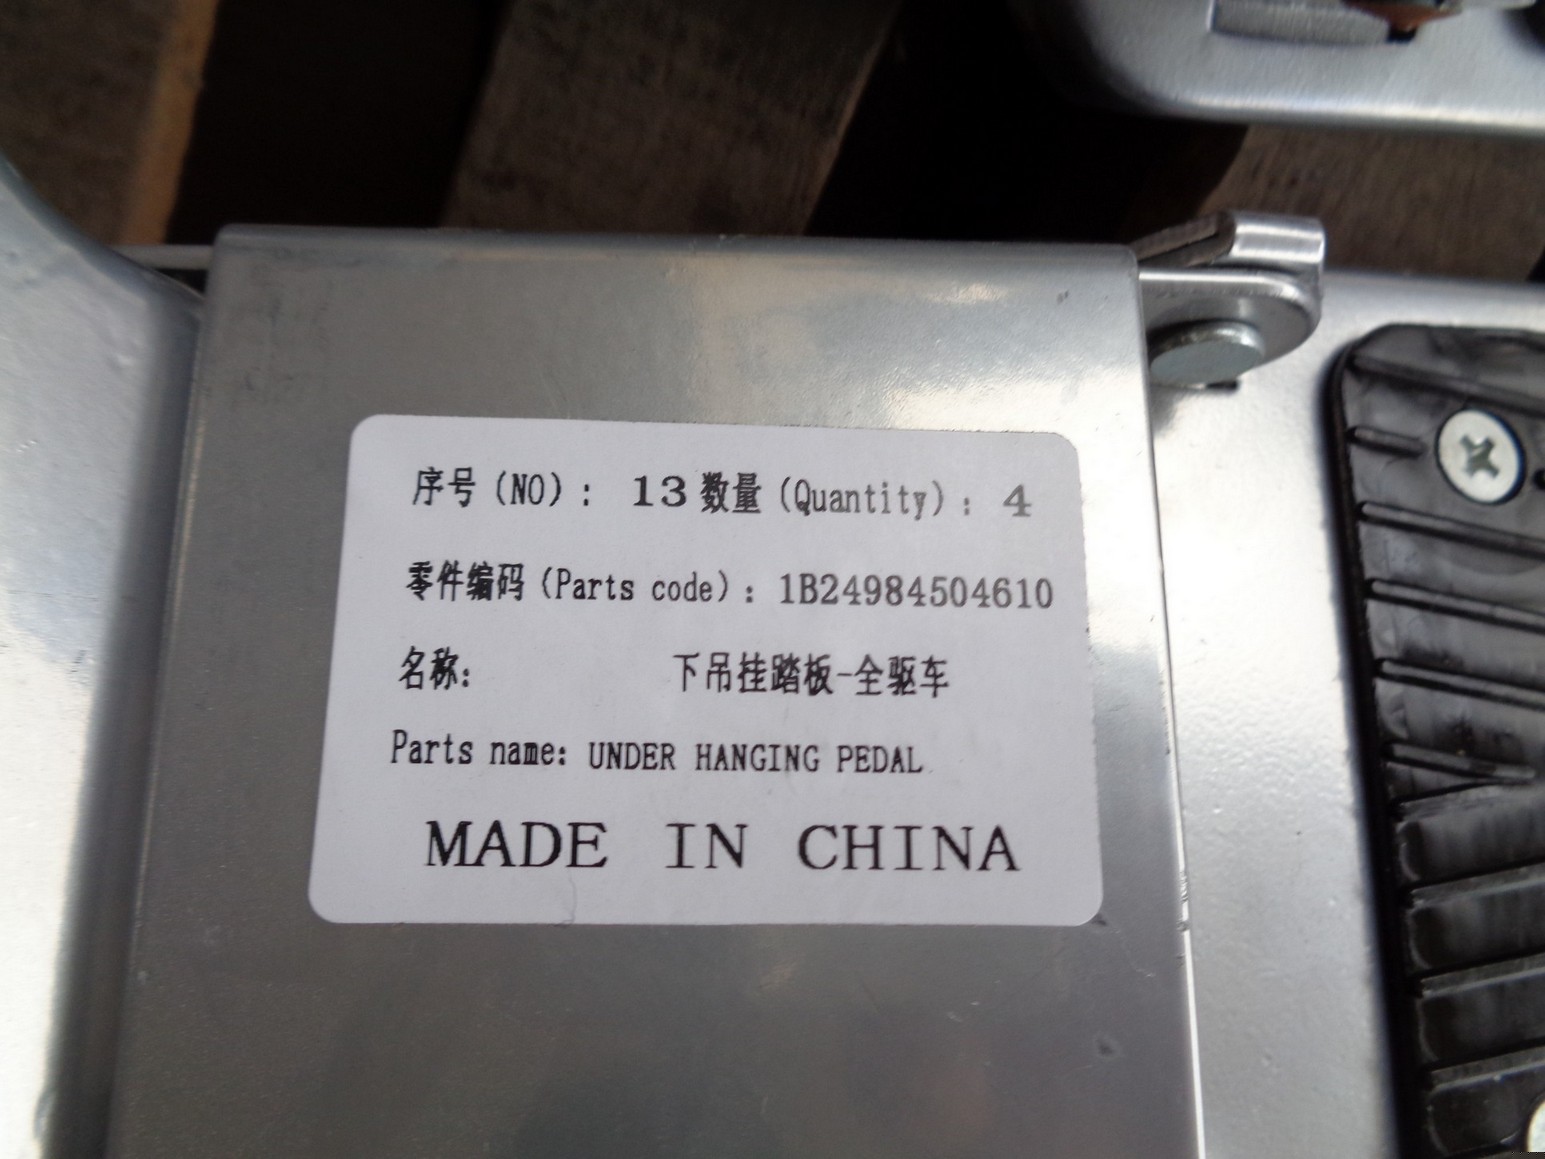 序号(NO): 13 数量(Quantity): 4
零件编码(Parts code): 1B24984504610
名称: 下吊挂踏板-全驱车
Parts name: UNDER HANGING PEDAL
MADE IN CHINA